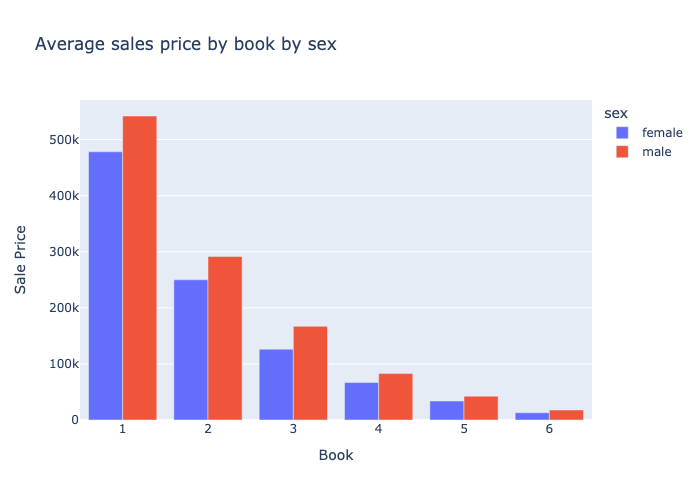 Average sales price by book by sex
sex
female
male
500k
400k
300k
200k
100k
0
Sale Price
1 2 3 4 5 6
Book